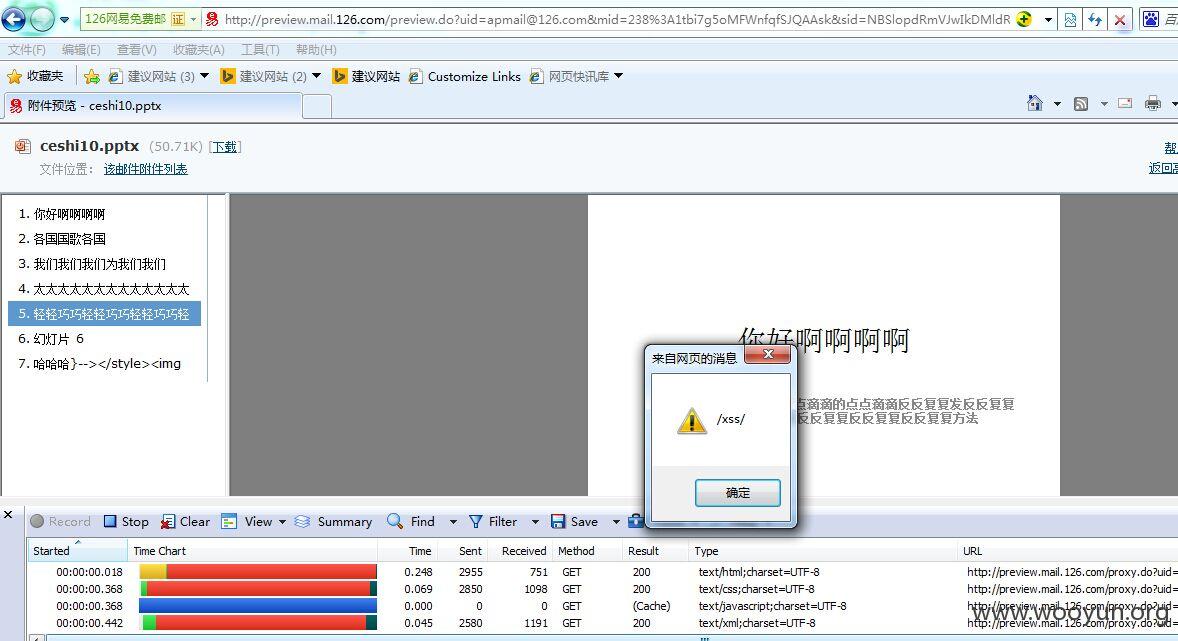 126网易免费邮 证 http://preview.mail.126.com/preview.do?uid=apmail@126.com&mid=238%3A1tbi7g5oMFWnfqfSJQAAsk&sid=NBSlopdRmVJwIkDMldR
文件(F) 编辑(E) 查看(V) 收藏夹(A) 工具(T) 帮助(H)
收藏夹 建议网站 (3) 建议网站 (2) 建议网站 Customize Links 网页快讯库
附件预览 - ceshi10.pptx
ceshi10.pptx (50.71K) [下载]
文件位置： 该邮件附件列表
返回
1. 你好啊啊啊啊
2. 各国国歌各国
3. 我们我们我们为我们我们
4. 太太太太太太太太太太太太太
5. 轻轻巧巧轻轻巧巧轻轻巧巧轻
6. 幻灯片 6
7. 哈哈哈}--></style><img
你好啊啊啊啊
点滴滴的点点滴滴反反复复发反反复复
反反复复反反复复反反复复方法
来自网页的消息
/xss/
确定
Record Stop Clear View Summary Find Filter Save
Started Time Chart Time Sent Received Method Result Type URL
00:00:00.018 0.248 2955 751 GET 200 text/html;charset=UTF-8 http://preview.mail.126.com/proxy.do?uid=
00:00:00.368 0.069 2850 1098 GET 200 text/css;charset=UTF-8 http://preview.mail.126.com/proxy.do?uid=
00:00:00.368 0.000 0 0 GET (Cache) text/javascript;charset=UTF-8 http://preview.mail.126.com/proxy.do?uid=
00:00:00.442 0.045 2580 1191 GET 200 text/xml;charset=UTF-8 http://preview.mail.126.com/proxy.do?uid=
www.wooyun.org